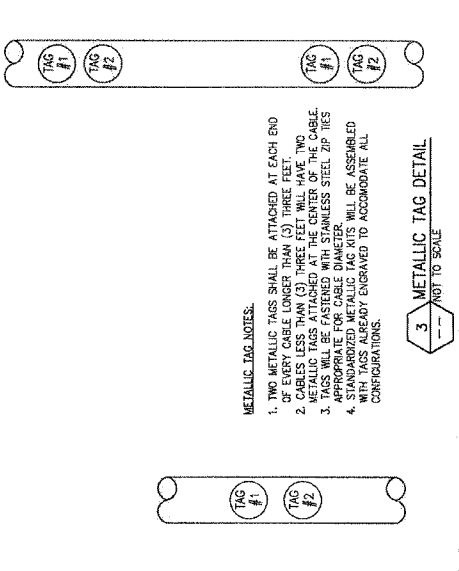 TAG
#1
TAG
#2
TAG
#1
TAG
#2
METALLIC TAG NOTES:
1. TWO METALLIC TAGS SHALL BE ATTACHED AT EACH END
OF EVERY CABLE LONGER THAN (3) THREE FEET.
2. CABLES LESS THAN (3) THREE FEET WILL HAVE TWO
METALLIC TAGS ATTACHED AT THE CENTER OF THE CABLE.
3. TAGS WILL BE FASTENED WITH STAINLESS STEEL ZIP TIES
APPROPRIATE FOR CABLE DIAMETER.
4. STANDARDIZED METALLIC TAG KITS WILL BE ASSEMBLED
WITH TAGS ALREADY ENGRAVED TO ACCOMODATE ALL
CONFIGURATIONS.
TAG
#1
TAG
#2
3 METALLIC TAG DETAIL
-- NOT TO SCALE